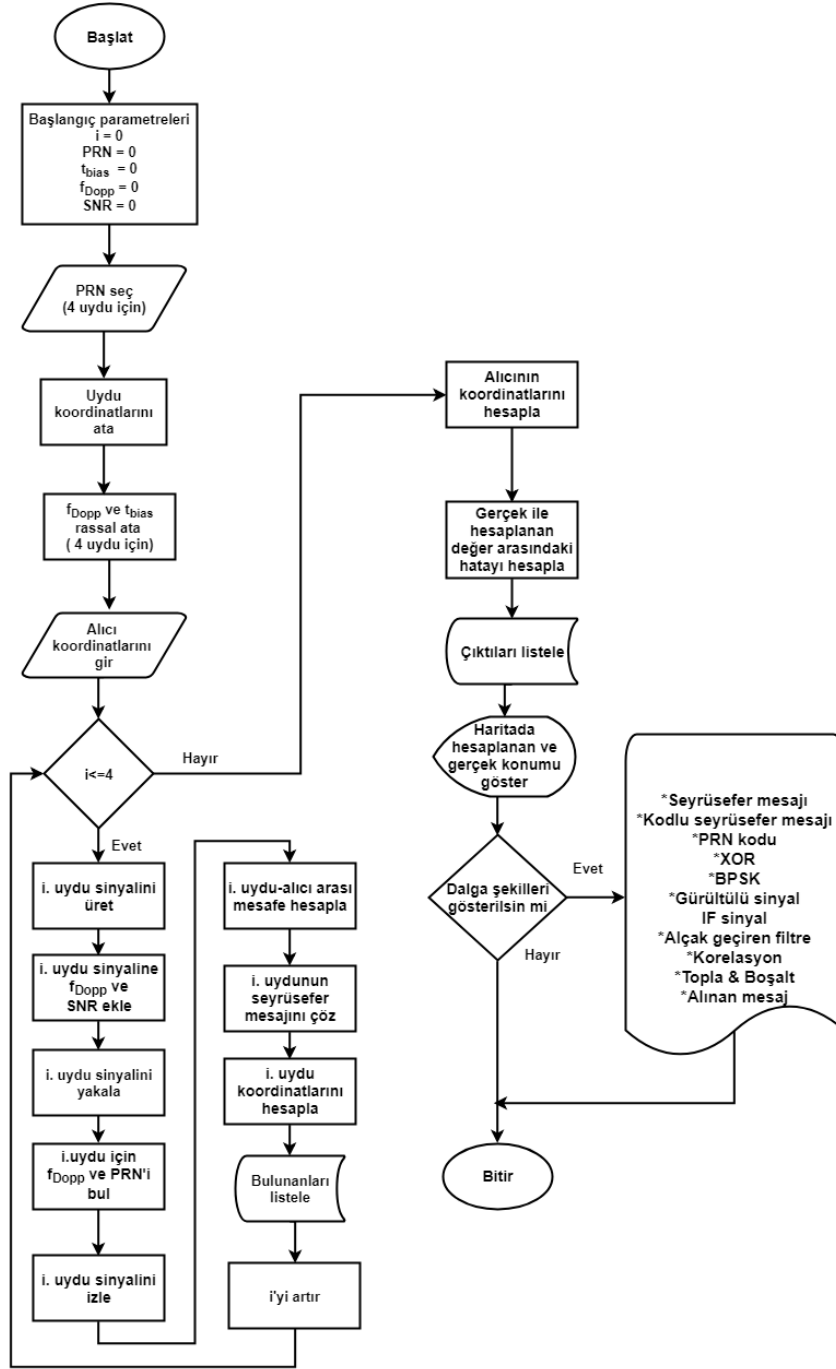 Başlat
Başlangıç parametreleri
i = 0
PRN = 0
tbias = 0
fDopp = 0
SNR = 0
PRN seç
(4 uydu için)
Uydu
koordinatlarını
ata
fDopp ve tbias
rassal ata
( 4 uydu için)
Alıcı
koordinatlarını
gir
i<=4
Hayır
Evet
i. uydu sinyalini
üret
i. uydu sinyaline
fDopp ve
SNR ekle
i. uydu sinyalini
yakala
i.uydu için
fDopp ve PRN'i
bul
i. uydu sinyalini
izle
i. uydu-alıcı arası
mesafe hesapla
i. uydunun
seyrüsefer
mesajını çöz
i. uydu
koordinatlarını
hesapla
Bulunanları
listele
i'yi artır
Alıcının
koordinatlarını
hesapla
Gerçek ile
hesaplanan
değer arasındaki
hatayı hesapla
Çıktıları listele
Haritada
hesaplanan ve
gerçek konumu
göster
Dalga şekilleri
gösterilsin mi
Evet
Hayır
*Seyrüsefer mesajı
*Kodlu seyrüsefer mesajı
*PRN kodu
*XOR
*BPSK
*Gürültülü sinyal
IF sinyal
*Alçak geçiren filtre
*Korelasyon
*Topla & Boşalt
*Alınan mesaj
Bitir